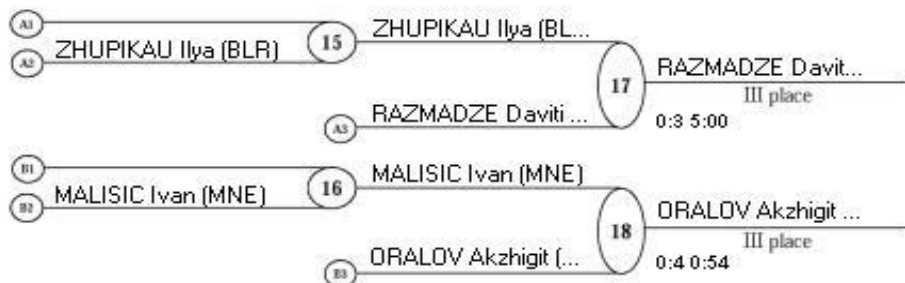 A1
ZHUPIKAU Ilya (BLR)
A2
15
ZHUPIKAU Ilya (BL...
RAZMADZE Daviti ...
A3
17
RAZMADZE Davit...
III place
0:3 5:00
B1
MALISIC Ivan (MNE)
B2
16
MALISIC Ivan (MNE)
ORALOV Akzhigit (...
B3
18
ORALOV Akzhigit ...
III place
0:4 0:54